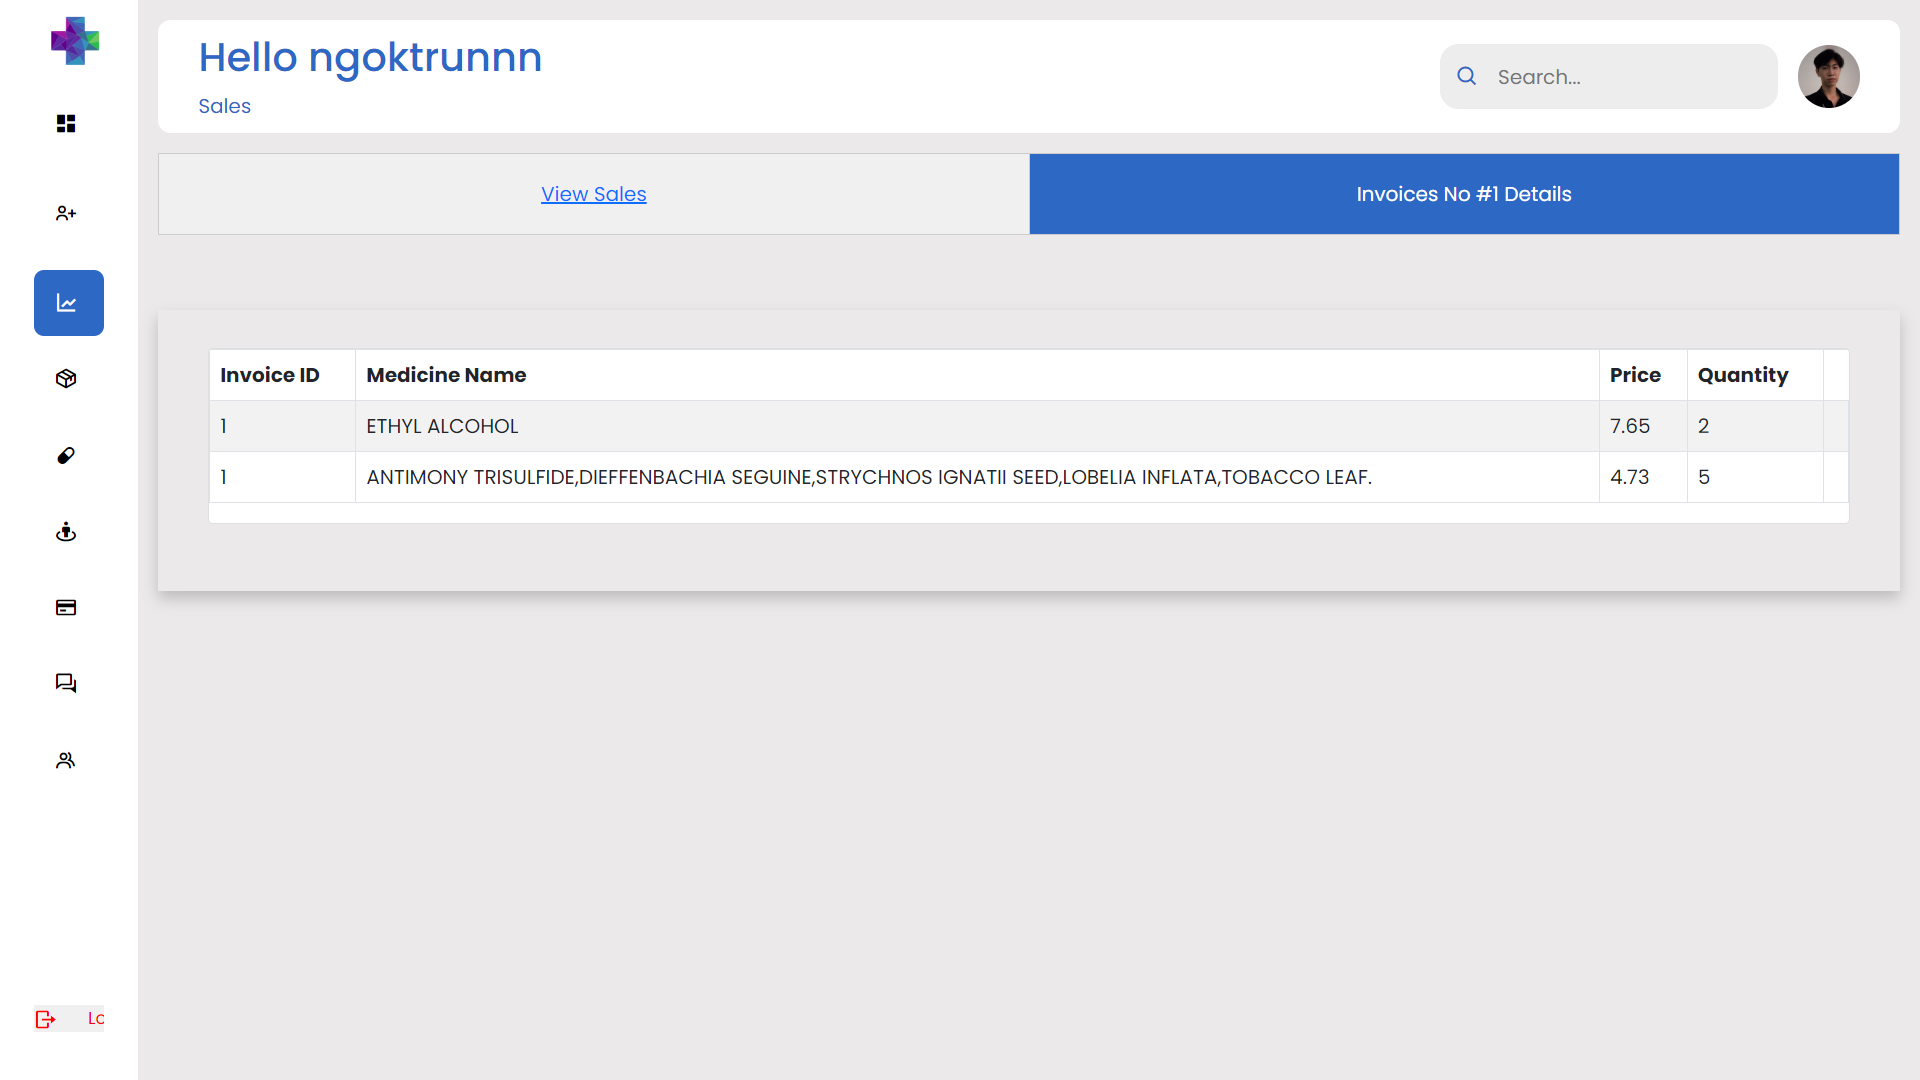 Hello ngoktrunnn
Sales
Search...
View Sales
Invoices No #1 Details
Invoice ID Medicine Name Price Quantity
1 ETHYL ALCOHOL 7.65 2
1 ANTIMONY TRISULFIDE,DIEFFENBACHIA SEGUINE,STRYCHNOS IGNATII SEED,LOBELIA INFLATA,TOBACCO LEAF. 4.73 5
Lo